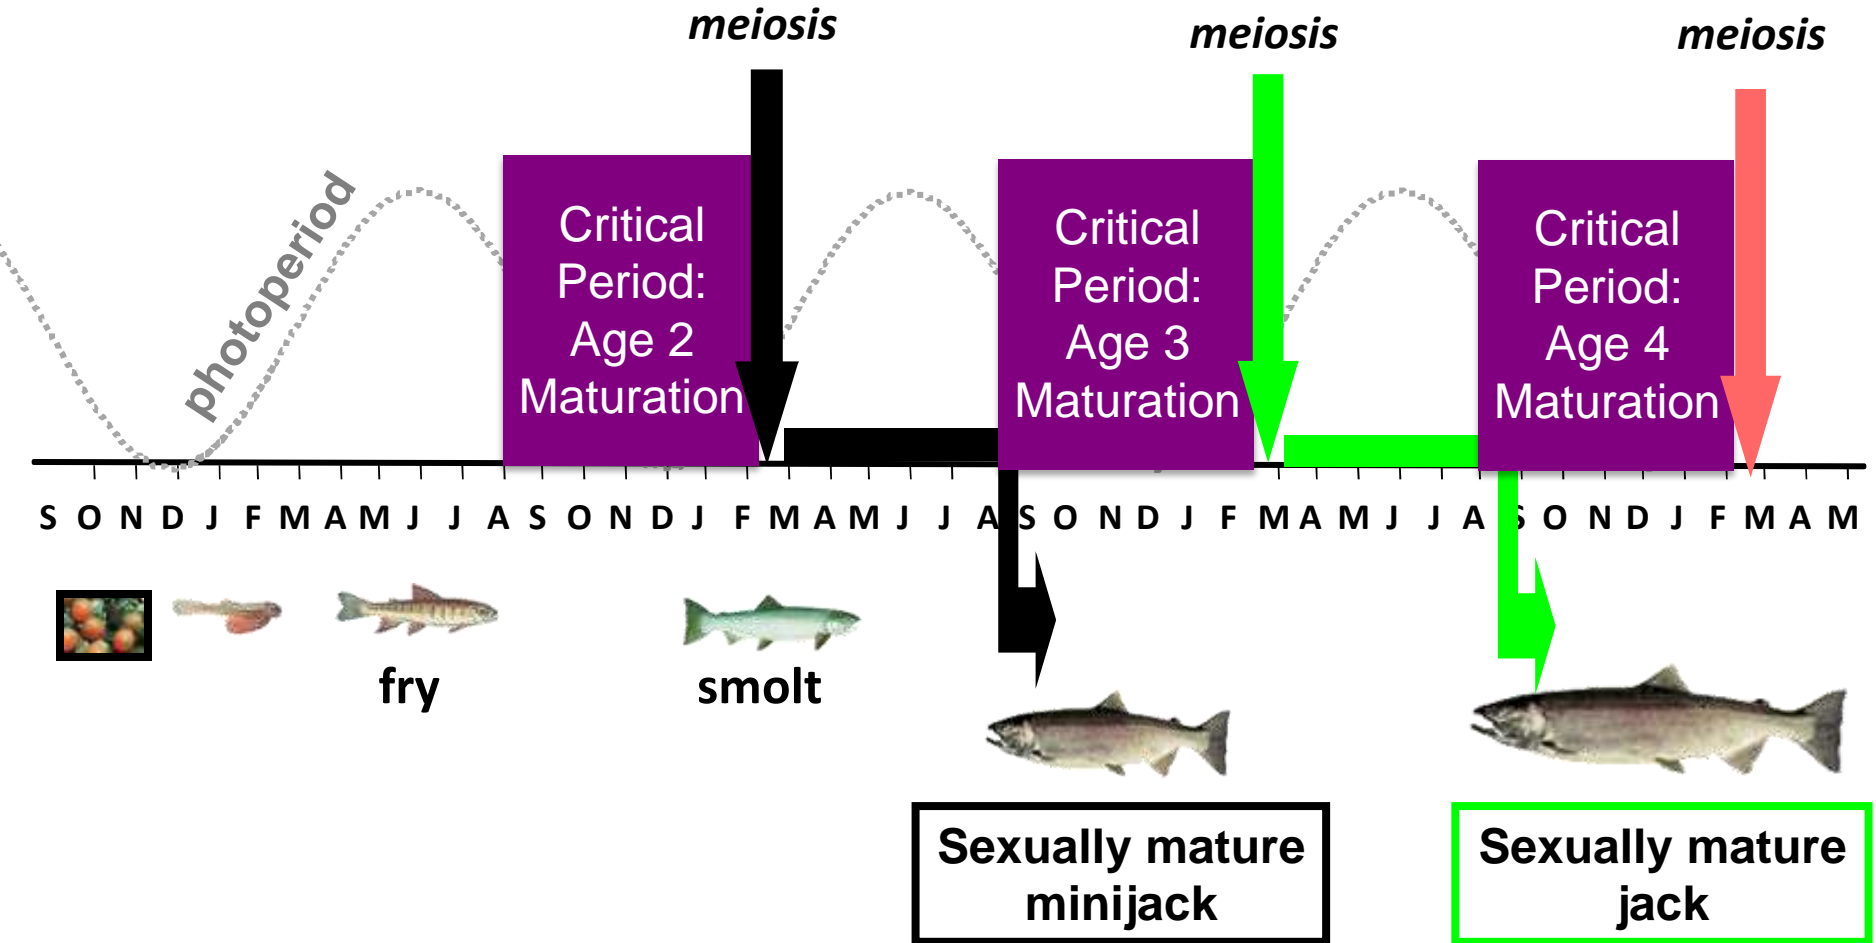 meiosis
meiosis
meiosis
photoperiod
Critical
Period:
Age 2
Maturation
Critical
Period:
Age 3
Maturation
Critical
Period:
Age 4
Maturation
S O N D J F M A M J J A S O N D J F M A M J J A S O N D J F M A M J J A S O N D J F M A M
fry
smolt
Sexually mature
minijack
Sexually mature
jack